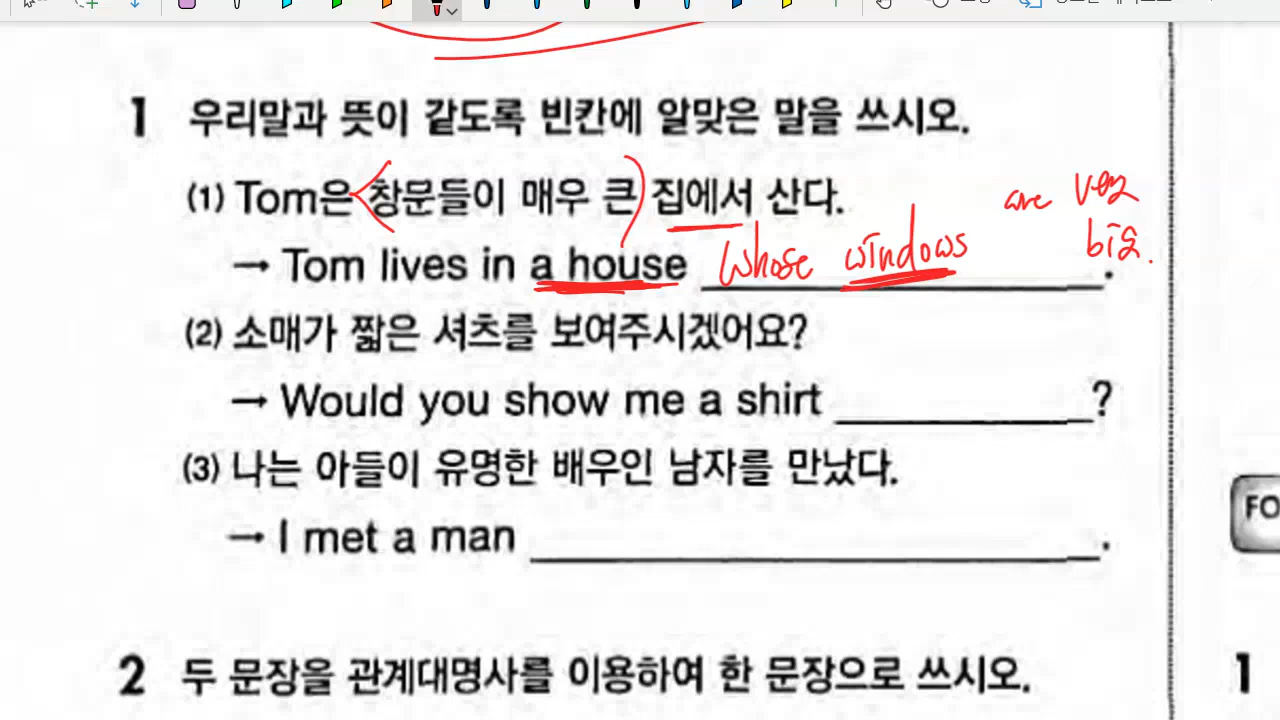 1 우리말과 뜻이 같도록 빈칸에 알맞은 말을 쓰시오.
(1) Tom은 창문들이 매우 큰 집에서 산다.
→ Tom lives in a house whose windows are very big.
(2) 소매가 짧은 셔츠를 보여주시겠어요?
→ Would you show me a shirt ?
(3) 나는 아들이 유명한 배우인 남자를 만났다.
→ I met a man .
FO
2 두 문장을 관계대명사를 이용하여 한 문장으로 쓰시오.
1